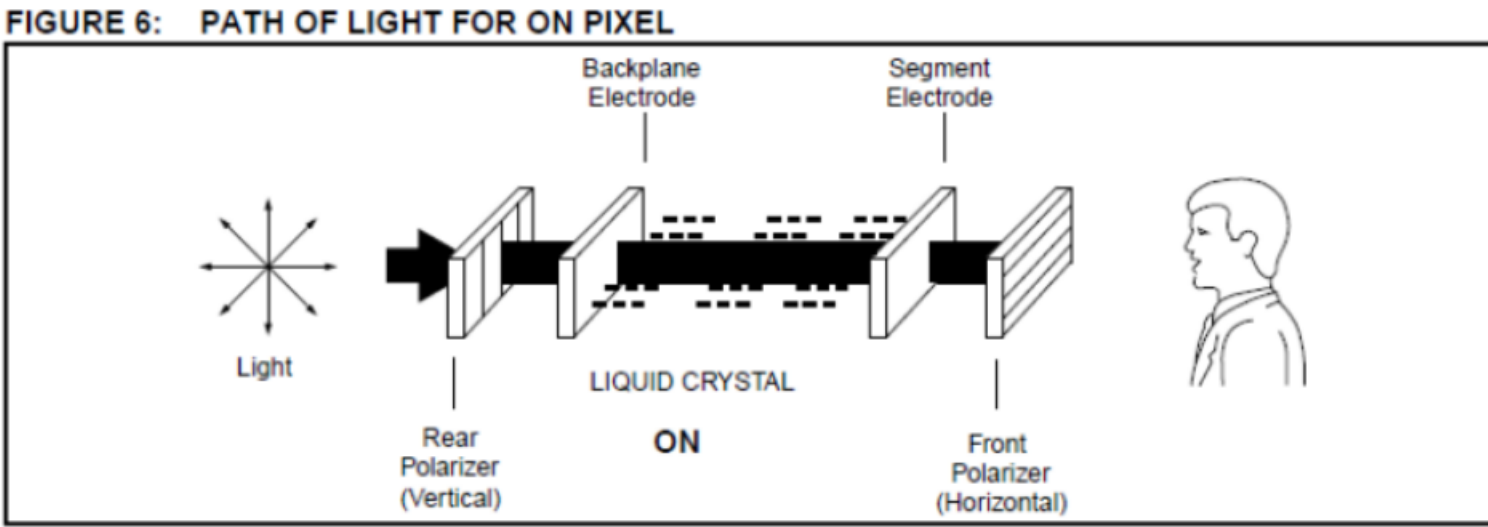 FIGURE 6: PATH OF LIGHT FOR ON PIXEL
Backplane
Electrode
Segment
Electrode
Light
LIQUID CRYSTAL
ON
Rear
Polarizer
(Vertical)
Front
Polarizer
(Horizontal)